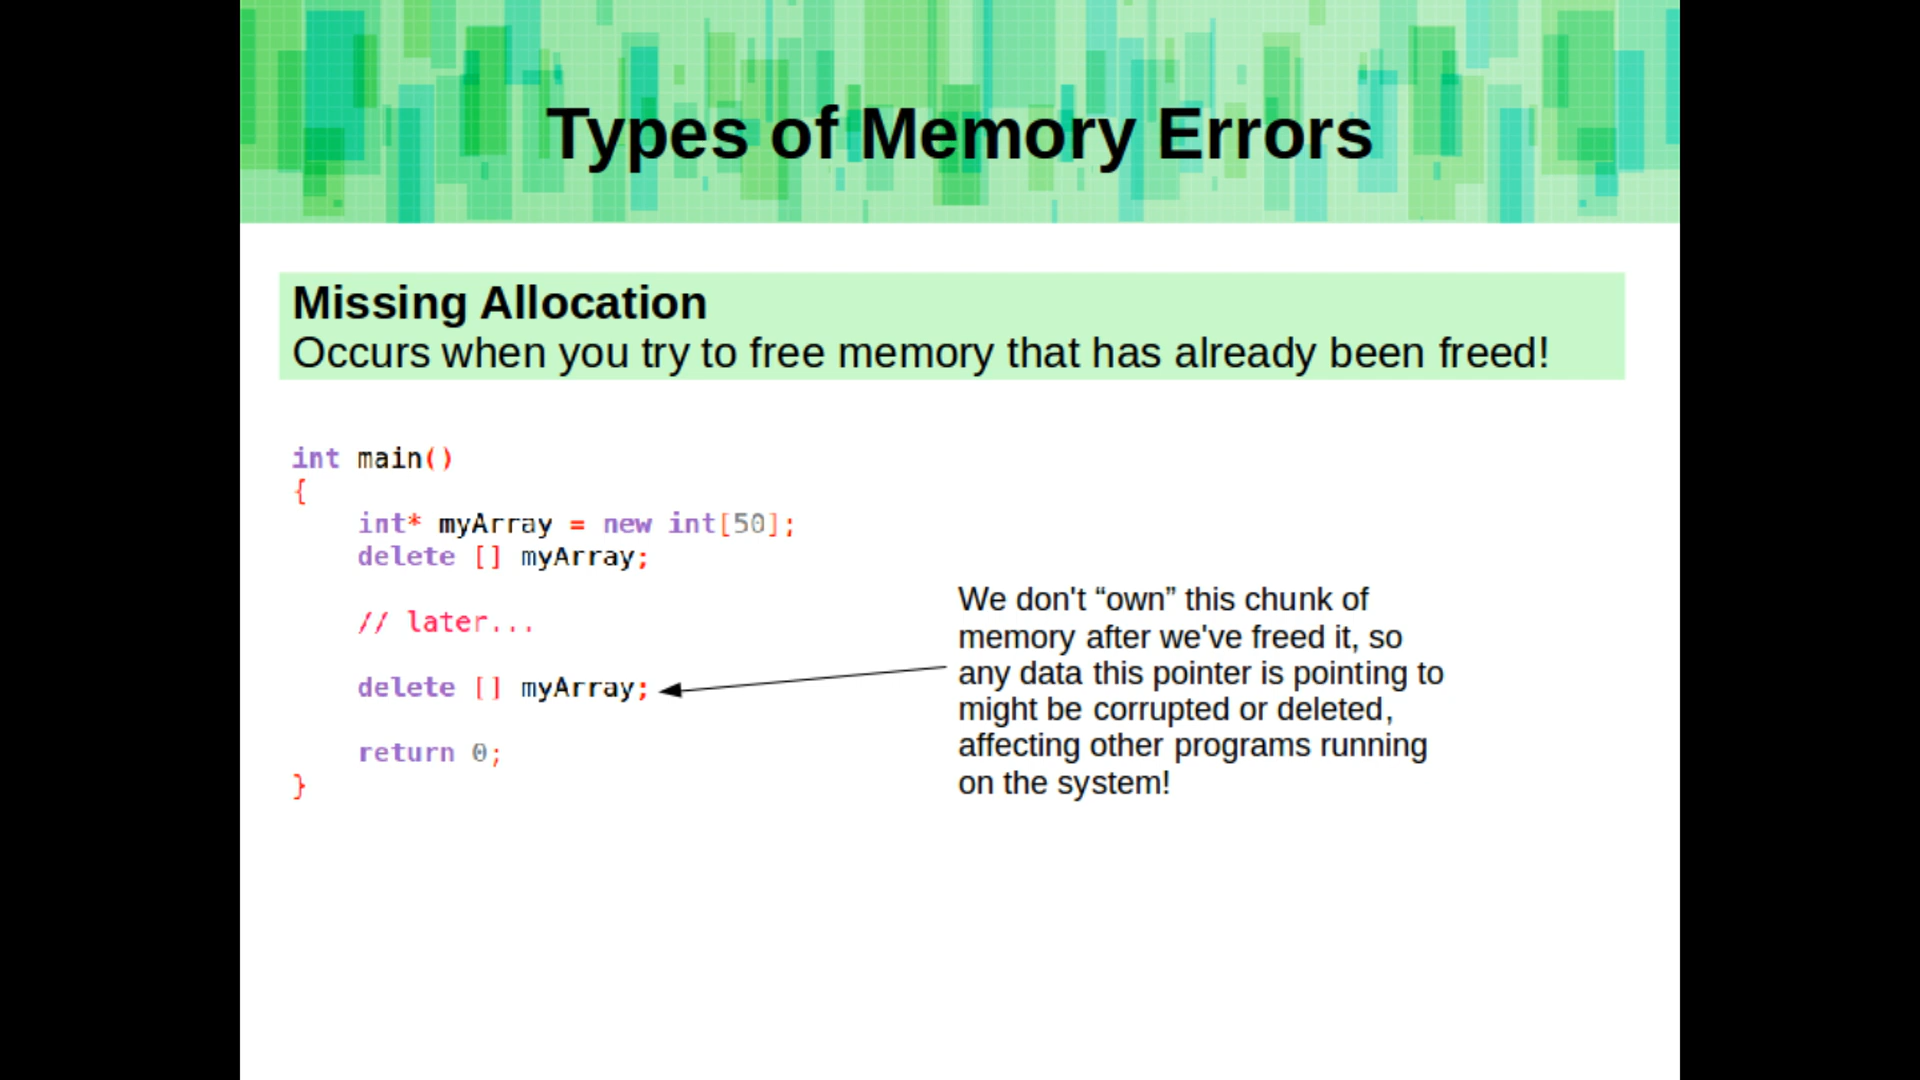 Types of Memory Errors
Missing Allocation
Occurs when you try to free memory that has already been freed!
int main()
{
    int* myArray = new int[50];
    delete [] myArray;
    // later...
    delete [] myArray;
    return 0;
}
We don't “own” this chunk of
memory after we've freed it, so
any data this pointer is pointing to
might be corrupted or deleted,
affecting other programs running
on the system!